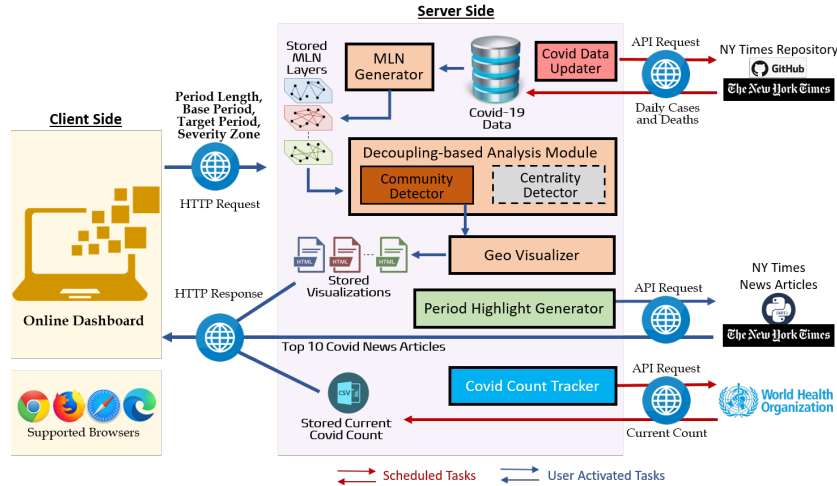 Server Side
Client Side
Online Dashboard
Supported Browsers
Period Length,
Base Period,
Target Period,
Severity Zone
HTTP Request
HTTP Response
Stored
MLN
Layers
MLN
Generator
Covid-19
Data
Covid Data
Updater
API Request
Daily Cases
and Deaths
NY Times Repository
GitHub
The New York Times
Decoupling-based Analysis Module
Community
Detector
Centrality
Detector
Geo Visualizer
HTML
HTML
HTML
Stored
Visualizations
Period Highlight Generator
API Request
NY Times
News Articles
The New York Times
Top 10 Covid News Articles
Covid Count Tracker
CSV
Stored Current
Covid Count
API Request
Current Count
World Health
Organization
Scheduled Tasks
User Activated Tasks